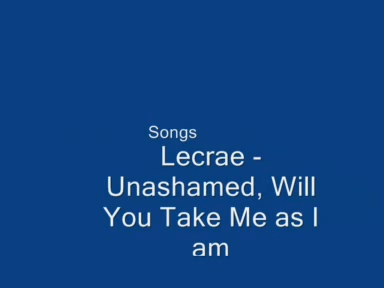 Songs
Lecrae -
Unashamed, Will
You Take Me as I
am